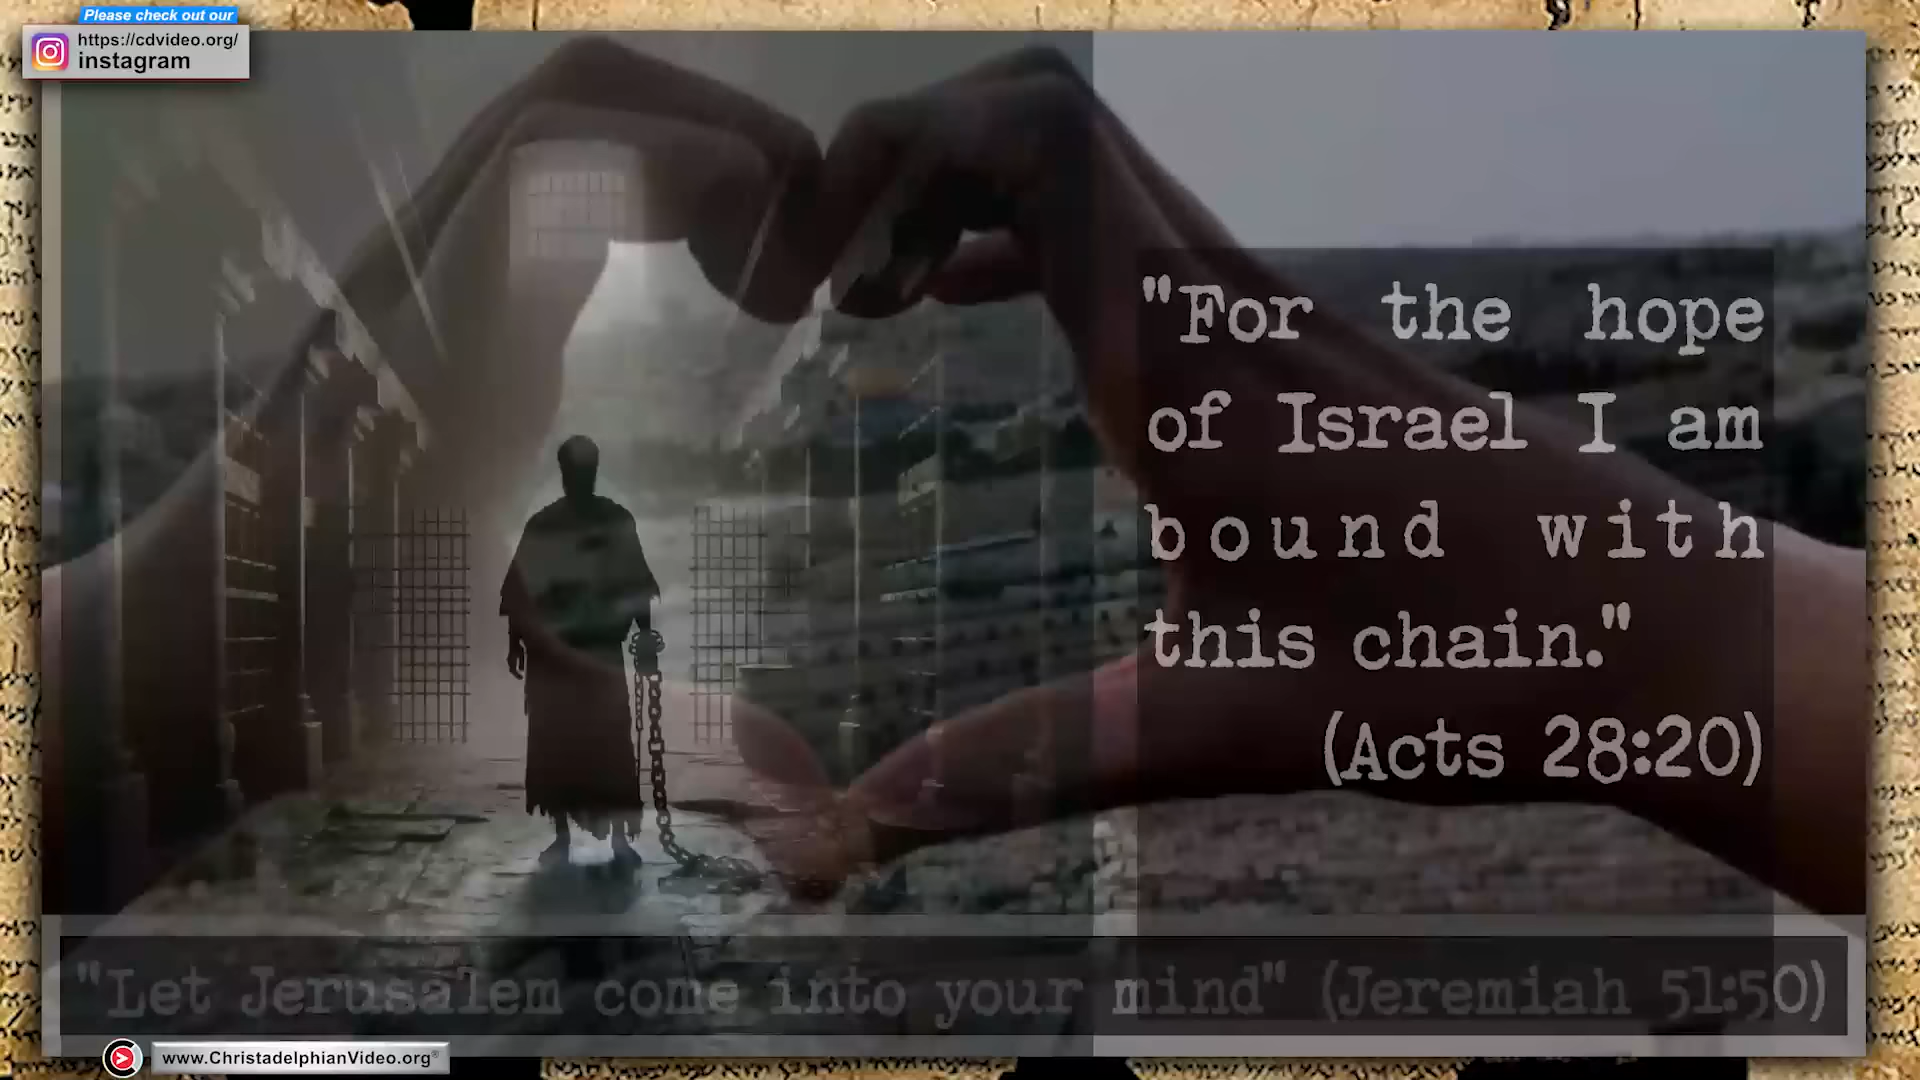 Please check out our
https://cdvideo.org/
instagram
"For the hope
of Israel I am
bound with
this chain."
(Acts 28:20)
"Let Jerusalem come into your mind" (Jeremiah 51:50)
www.ChristadelphianVideo.org®